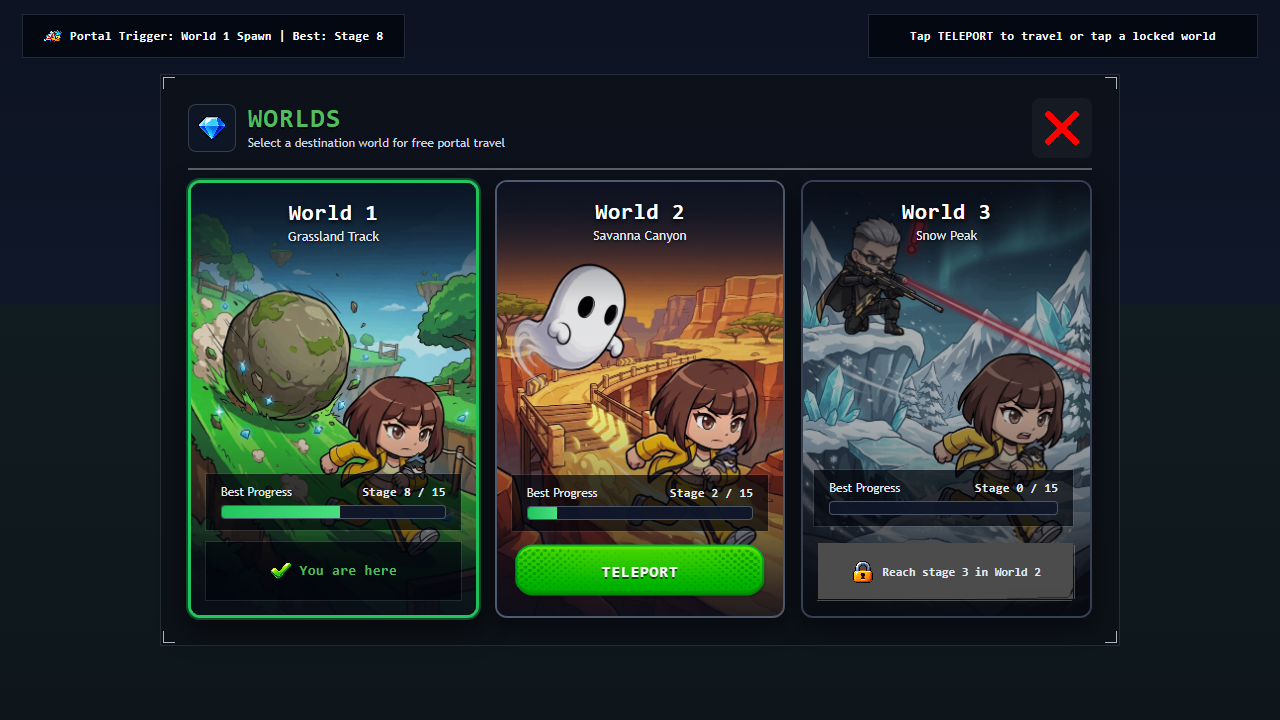 Portal Trigger: World 1 Spawn | Best: Stage 8
Tap TELEPORT to travel or tap a locked world
WORLDS
Select a destination world for free portal travel
World 1
Grassland Track
Best Progress
Stage 8 / 15
You are here
World 2
Savanna Canyon
Best Progress
Stage 2 / 15
TELEPORT
World 3
Snow Peak
Best Progress
Stage 0 / 15
Reach stage 3 in World 2